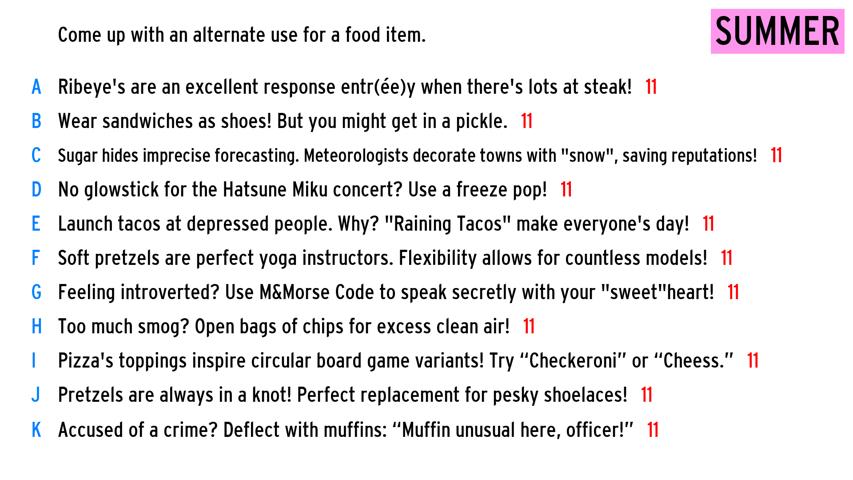 Come up with an alternate use for a food item.
SUMMER
A Ribeye's are an excellent response entr(ée)y when there's lots at steak! 11
B Wear sandwiches as shoes! But you might get in a pickle. 11
C Sugar hides imprecise forecasting. Meteorologists decorate towns with "snow", saving reputations! 11
D No glowstick for the Hatsune Miku concert? Use a freeze pop! 11
E Launch tacos at depressed people. Why? "Raining Tacos" make everyone's day! 11
F Soft pretzels are perfect yoga instructors. Flexibility allows for countless models! 11
G Feeling introverted? Use M&Morse Code to speak secretly with your "sweet"heart! 11
H Too much smog? Open bags of chips for excess clean air! 11
I Pizza's toppings inspire circular board game variants! Try “Checkeroni” or “Cheess.” 11
J Pretzels are always in a knot! Perfect replacement for pesky shoelaces! 11
K Accused of a crime? Deflect with muffins: “Muffin unusual here, officer!” 11